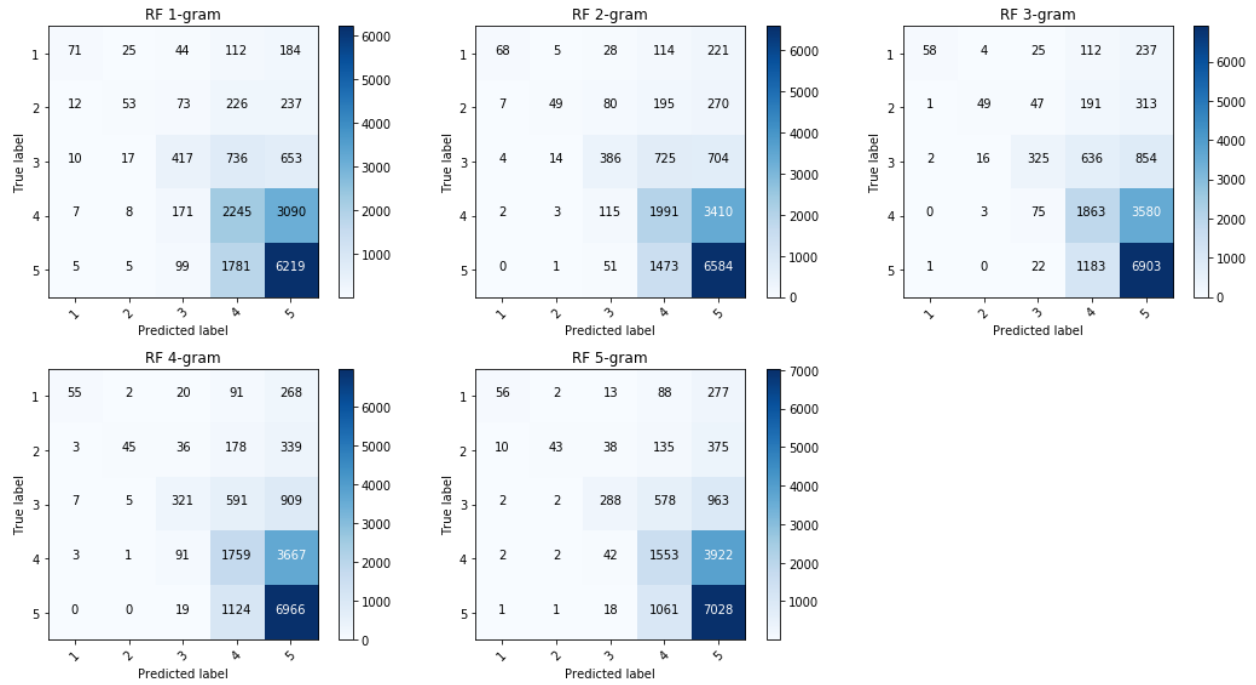 RF 1-gram
6000
5000
4000
3000
2000
1000
True label
1 71 25 44 112 184
2 12 53 73 226 237
3 10 17 417 736 653
4 7 8 171 2245 3090
5 5 5 99 1781 6219
1 2 3 4 5
Predicted label
RF 2-gram
6000
5000
4000
3000
2000
1000
0
True label
1 68 5 28 114 221
2 7 49 80 195 270
3 4 14 386 725 704
4 2 3 115 1991 3410
5 0 1 51 1473 6584
1 2 3 4 5
Predicted label
RF 3-gram
6000
5000
4000
3000
2000
1000
0
True label
1 58 4 25 112 237
2 1 49 47 191 313
3 2 16 325 636 854
4 0 3 75 1863 3580
5 1 0 22 1183 6903
1 2 3 4 5
Predicted label
RF 4-gram
6000
5000
4000
3000
2000
1000
0
True label
1 55 2 20 91 268
2 3 45 36 178 339
3 7 5 321 591 909
4 3 1 91 1759 3667
5 0 0 19 1124 6966
1 2 3 4 5
Predicted label
RF 5-gram
7000
6000
5000
4000
3000
2000
1000
True label
1 56 2 13 88 277
2 10 43 38 135 375
3 2 2 288 578 963
4 2 2 42 1553 3922
5 1 1 18 1061 7028
1 2 3 4 5
Predicted label